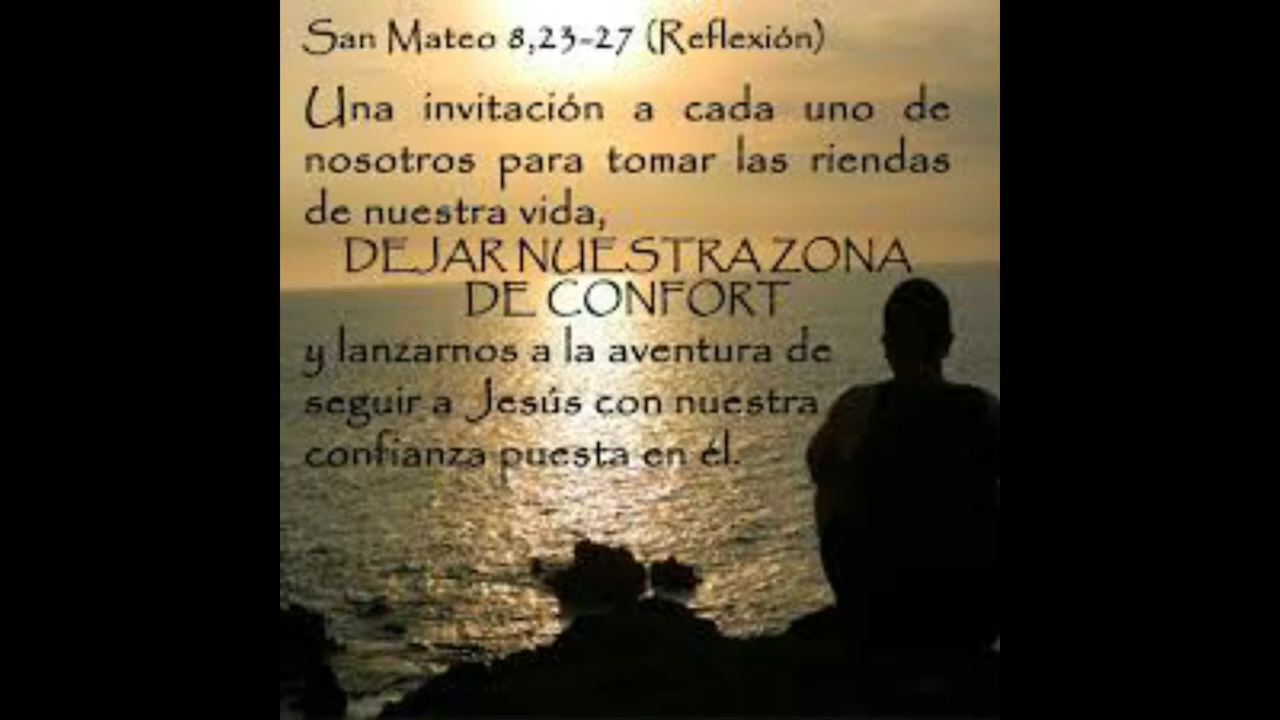 San Mateo 8,23-27 (Reflexión)
Una invitación a cada uno de
nosotros para tomar las riendas
de nuestra vida,
DEJAR NUESTRA ZONA
DE CONFORT
y lanzarnos a la aventura de
seguir a Jesús con nuestra
confianza puesta en él.